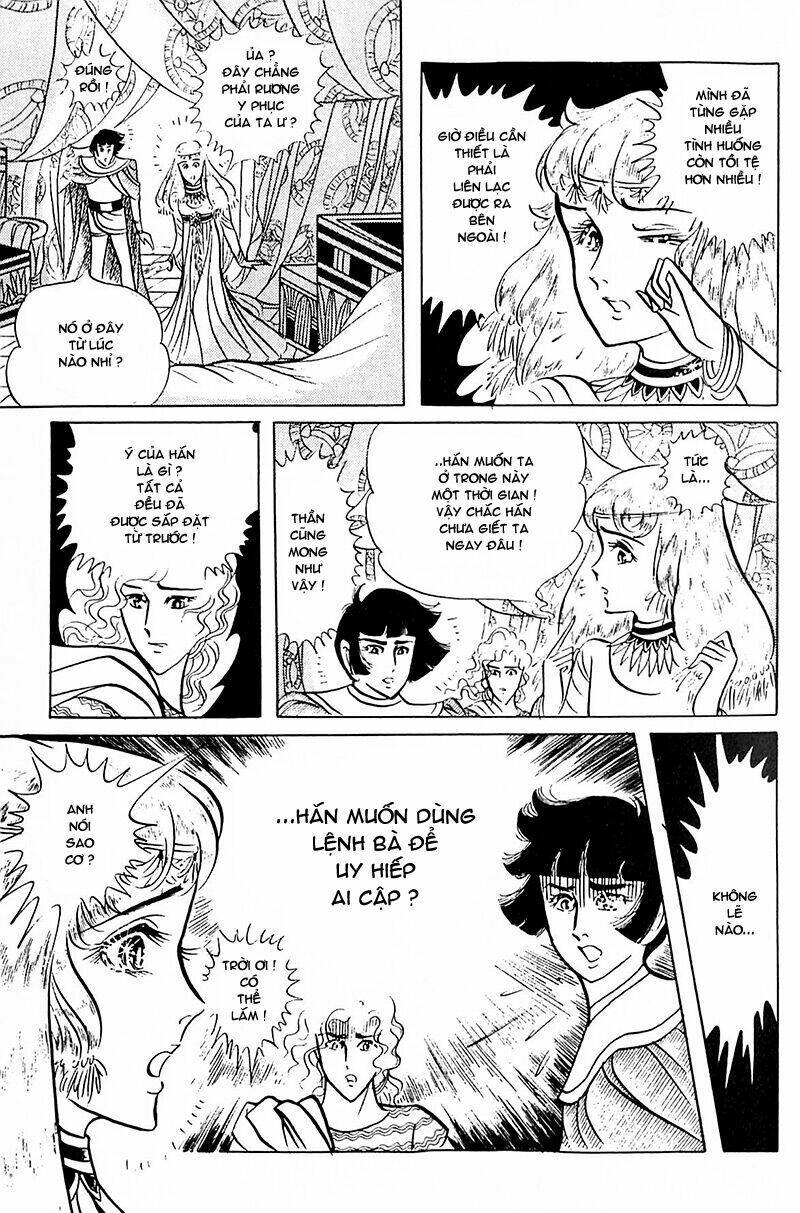 MÌNH ĐÃ
TỪNG GẶP
NHIỀU
TÌNH HUỐNG
CÒN TỒI TỆ
HƠN NHIỀU !
GIỜ ĐIỀU CẦN
THIẾT LÀ
PHẢI
LIÊN LẠC
ĐƯỢC RA
BÊN
NGOÀI !
ỦA ?
ĐÂY CHẲNG
PHẢI RƯƠNG
Y PHỤC
CỦA TA Ư ?
ĐÚNG
RỒI !
NÓ Ở ĐÂY
TỪ LÚC
NÀO NHỈ ?
TỨC
LÀ...
..HẮN MUỐN TA
Ở TRONG NÀY
MỘT THỜI GIAN !
VẬY CHẮC HẮN
CHƯA GIẾT TA
NGAY ĐÂU !
THẦN
CŨNG
MONG
NHƯ
VẬY !
Ý CỦA HẮN
LÀ GÌ ?
TẤT CẢ
ĐỀU ĐÃ
ĐƯỢC SẮP ĐẶT
TỪ TRƯỚC !
KHÔNG
LẼ
NÀO...
...HẮN MUỐN DÙNG
LỆNH BÀ ĐỂ
UY HIẾP
AI CẬP ?
TRỜI ƠI !
CÓ
THỂ
LẮM !
ANH
NÓI
SAO
CƠ ?